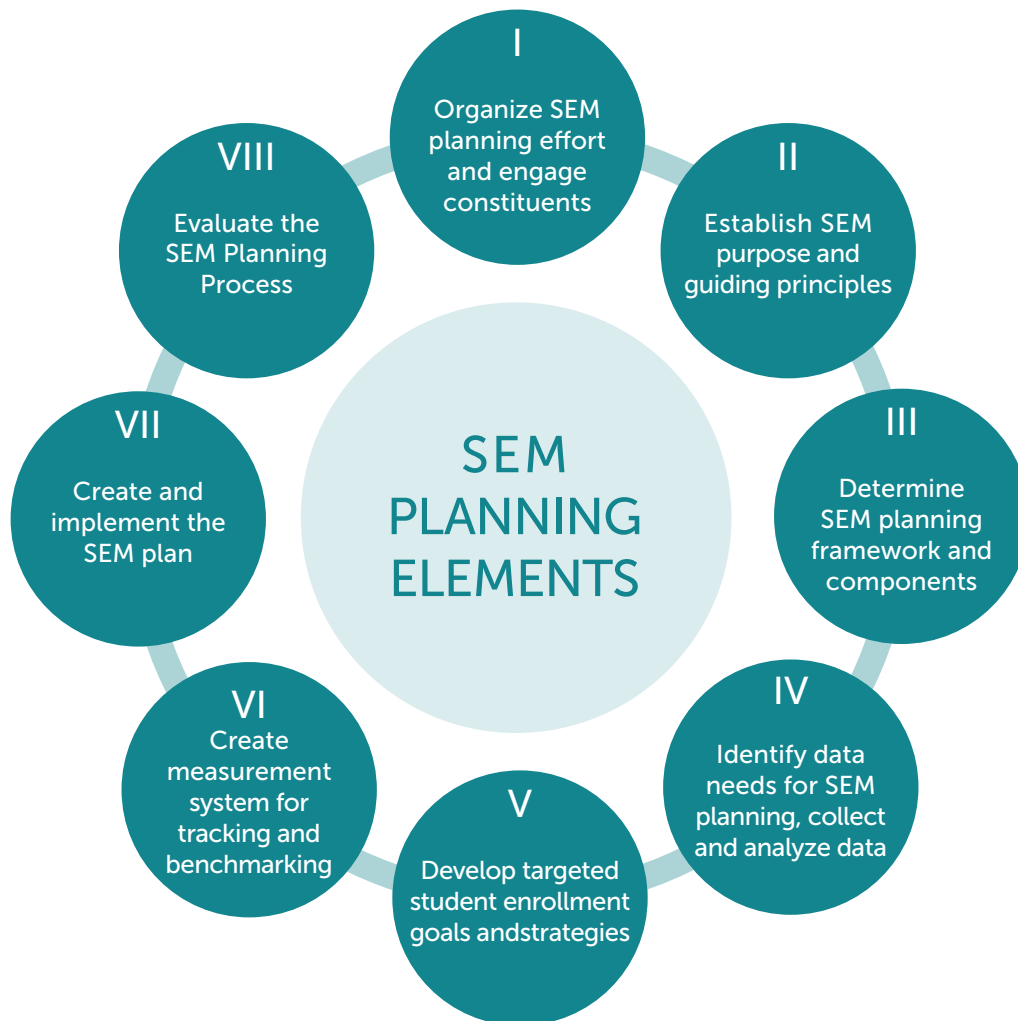 I
Organize SEM
planning effort
and engage
constituents
II
Establish SEM
purpose and
guiding principles
III
Determine
SEM planning
framework and
components
IV
Identify data
needs for SEM
planning, collect
and analyze data
V
Develop targeted
student enrollment
goals andstrategies
VI
Create
measurement
system for
tracking and
benchmarking
VII
Create and
implement the
SEM plan
VIII
Evaluate the
SEM Planning
Process
SEM
PLANNING
ELEMENTS